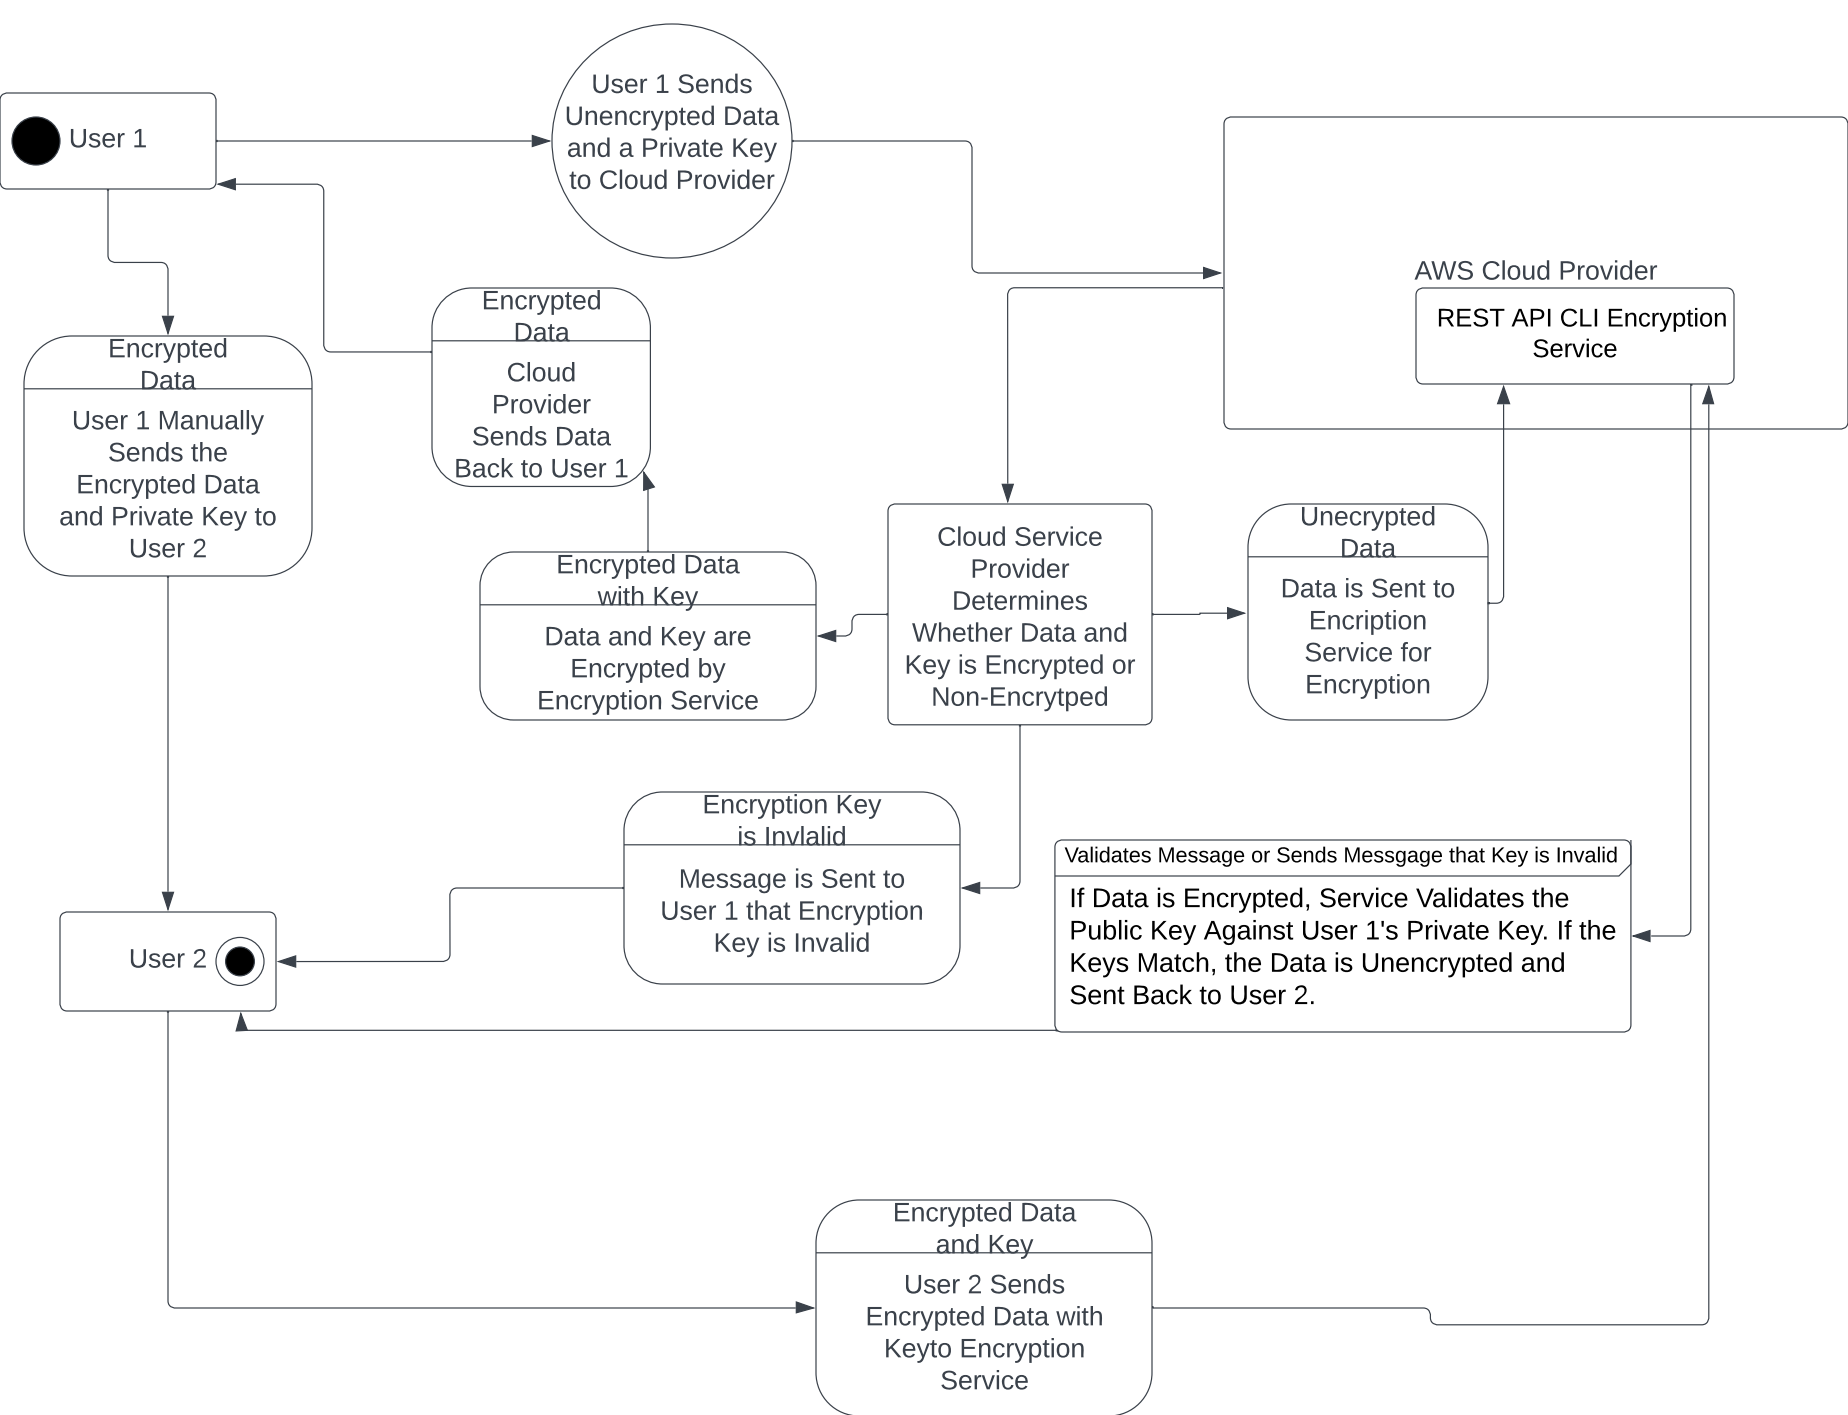 User 1 Sends
Unencrypted Data
and a Private Key
to Cloud Provider
User 1
AWS Cloud Provider
REST API CLI Encryption
Service
Encrypted
Data
Cloud
Provider
Sends Data
Back to User 1
Encrypted
Data
User 1 Manually
Sends the
Encrypted Data
and Private Key to
User 2
Encrypted Data
with Key
Data and Key are
Encrypted by
Encryption Service
Cloud Service
Provider
Determines
Whether Data and
Key is Encrypted or
Non-Encrytped
Unecrypted
Data
Data is Sent to
Encription
Service for
Encryption
Encryption Key
is Invlalid
Message is Sent to
User 1 that Encryption
Key is Invalid
Validates Message or Sends Messgage that Key is Invalid
If Data is Encrypted, Service Validates the
Public Key Against User 1's Private Key. If the
Keys Match, the Data is Unencrypted and
Sent Back to User 2.
User 2
Encrypted Data
and Key
User 2 Sends
Encrypted Data with
Keyto Encryption
Service